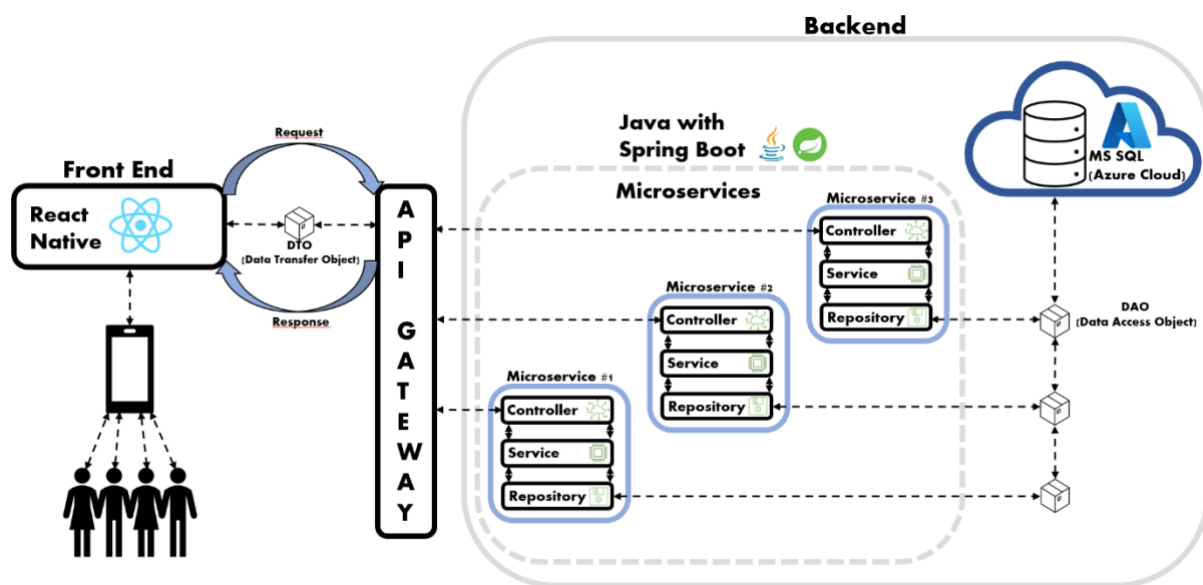 Backend
Front End
React
Native
Request
DTO
(Data Transfer Object)
Response
API GATEWAY
Java with
Spring Boot
Microservices
Microservice #3
Controller
Service
Repository
Microservice #2
Controller
Service
Repository
Microservice #1
Controller
Service
Repository
MS SQL
(Azure Cloud)
DAO
(Data Access Object)